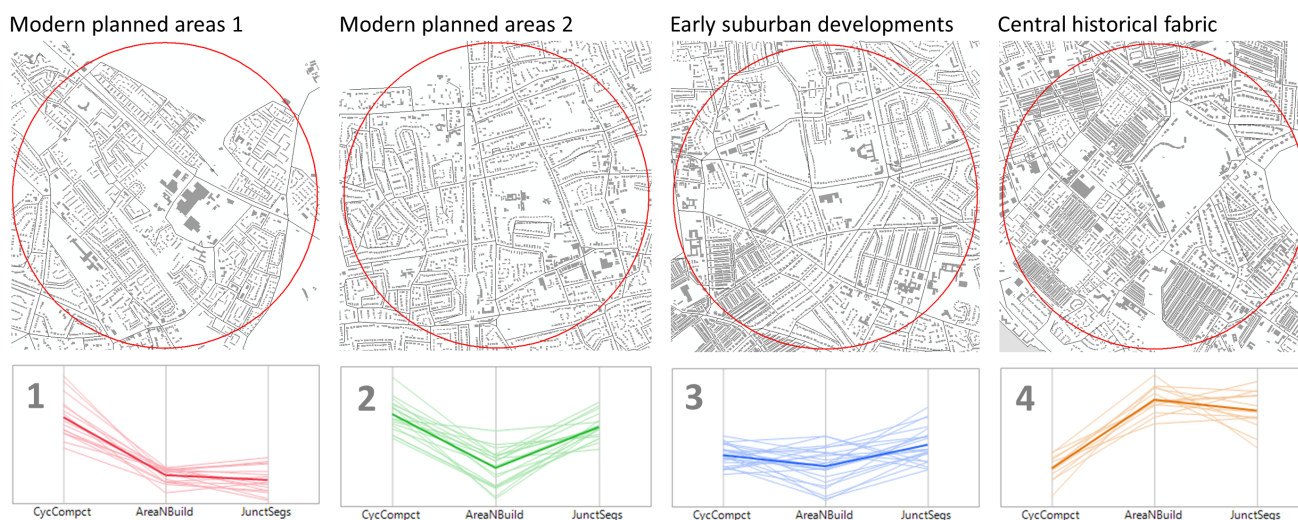 Modern planned areas 1
Modern planned areas 2
Early suburban developments
Central historical fabric
1
2
3
4
CycCompct AreaNBuild JunctSegs
CycCompct AreaNBuild JunctSegs
CycCompct AreaNBuild JunctSegs
CycCompct AreaNBuild JunctSegs